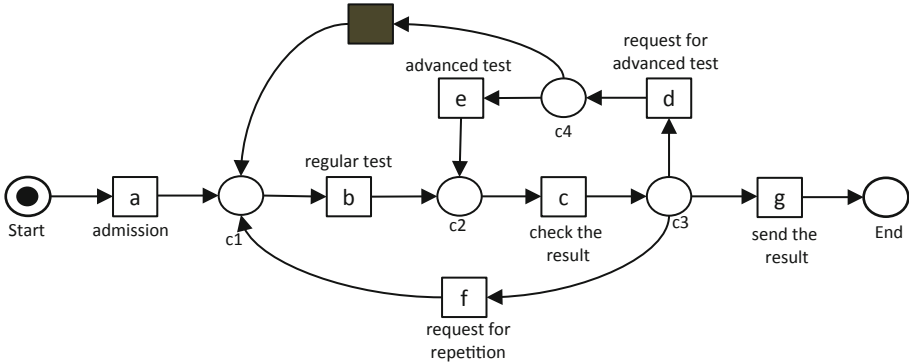 request for
advanced test
advanced test
e
d
c4
regular test
a
b
c
g
Start
admission
c1
c2
check the
result
c3
send the
result
End
f
request for
repetition